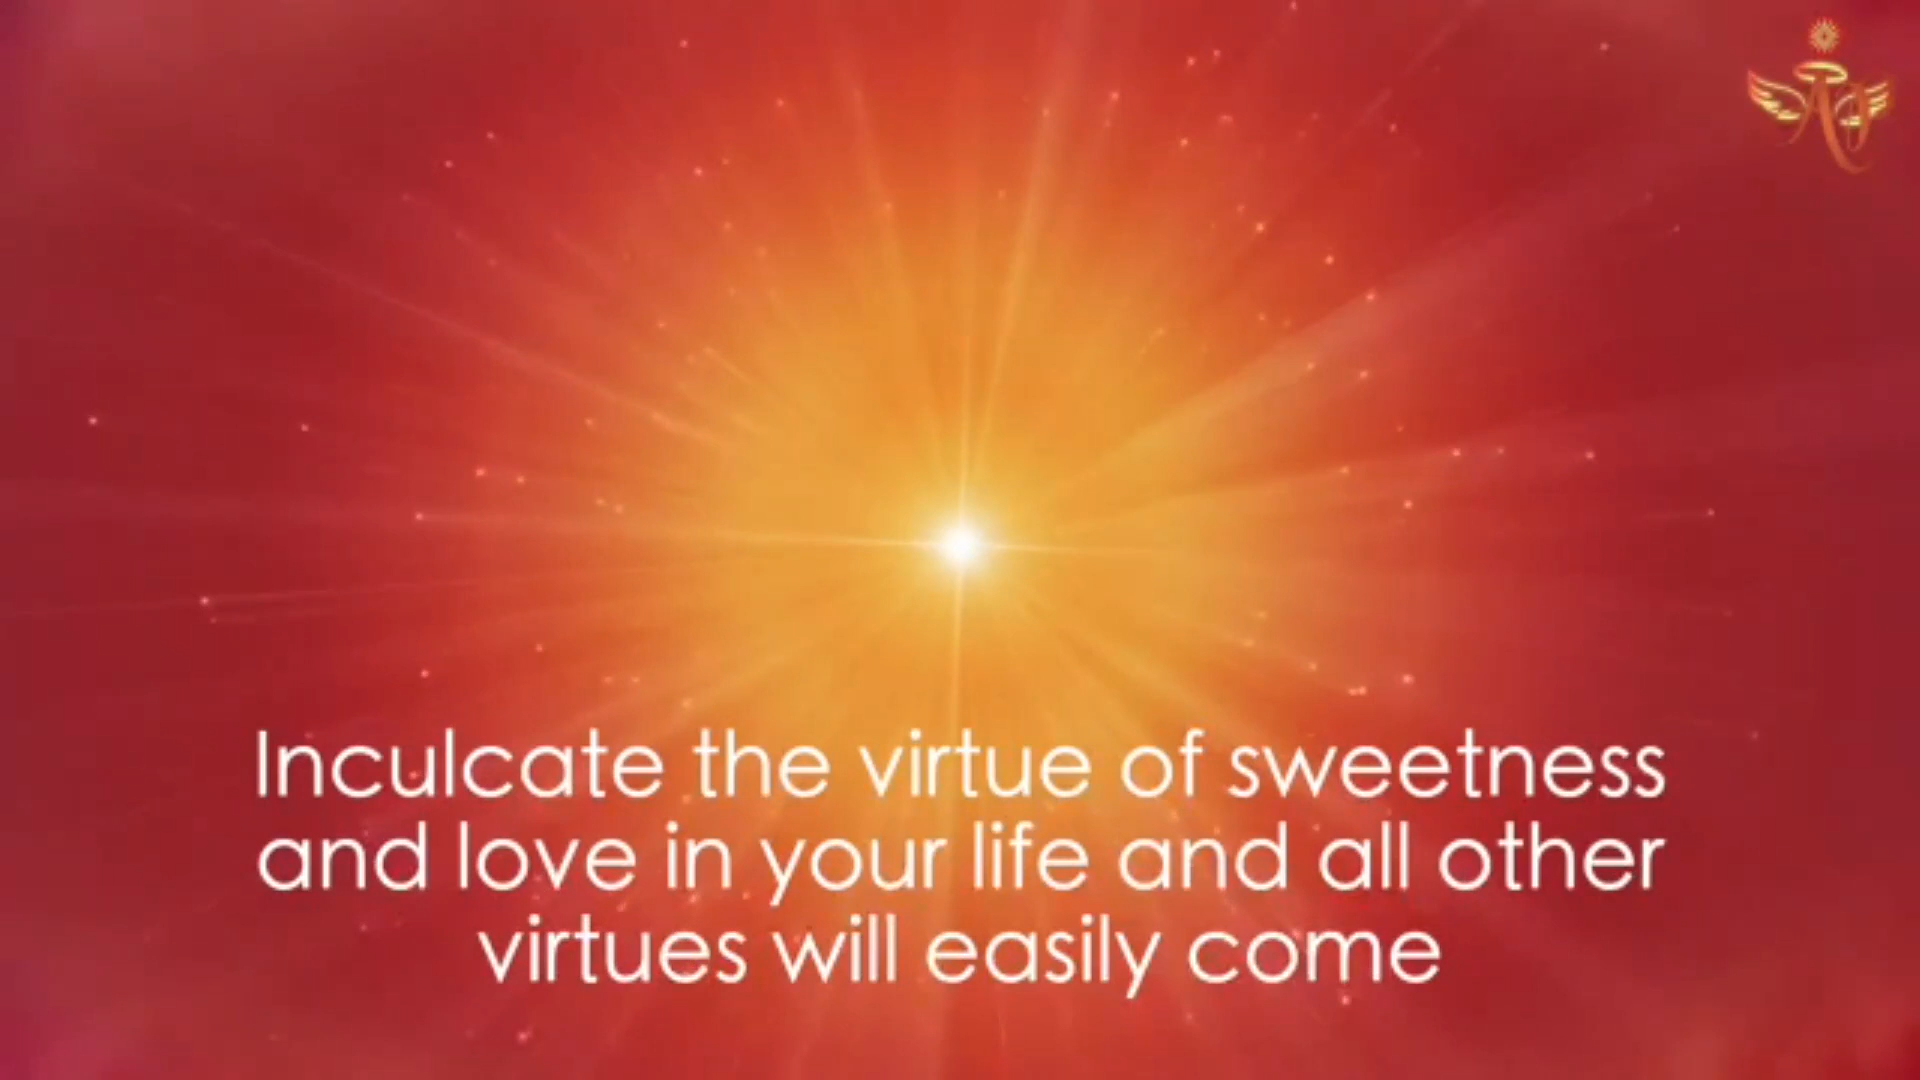 Inculcate the virtue of sweetness
and love in your life and all other
virtues will easily come